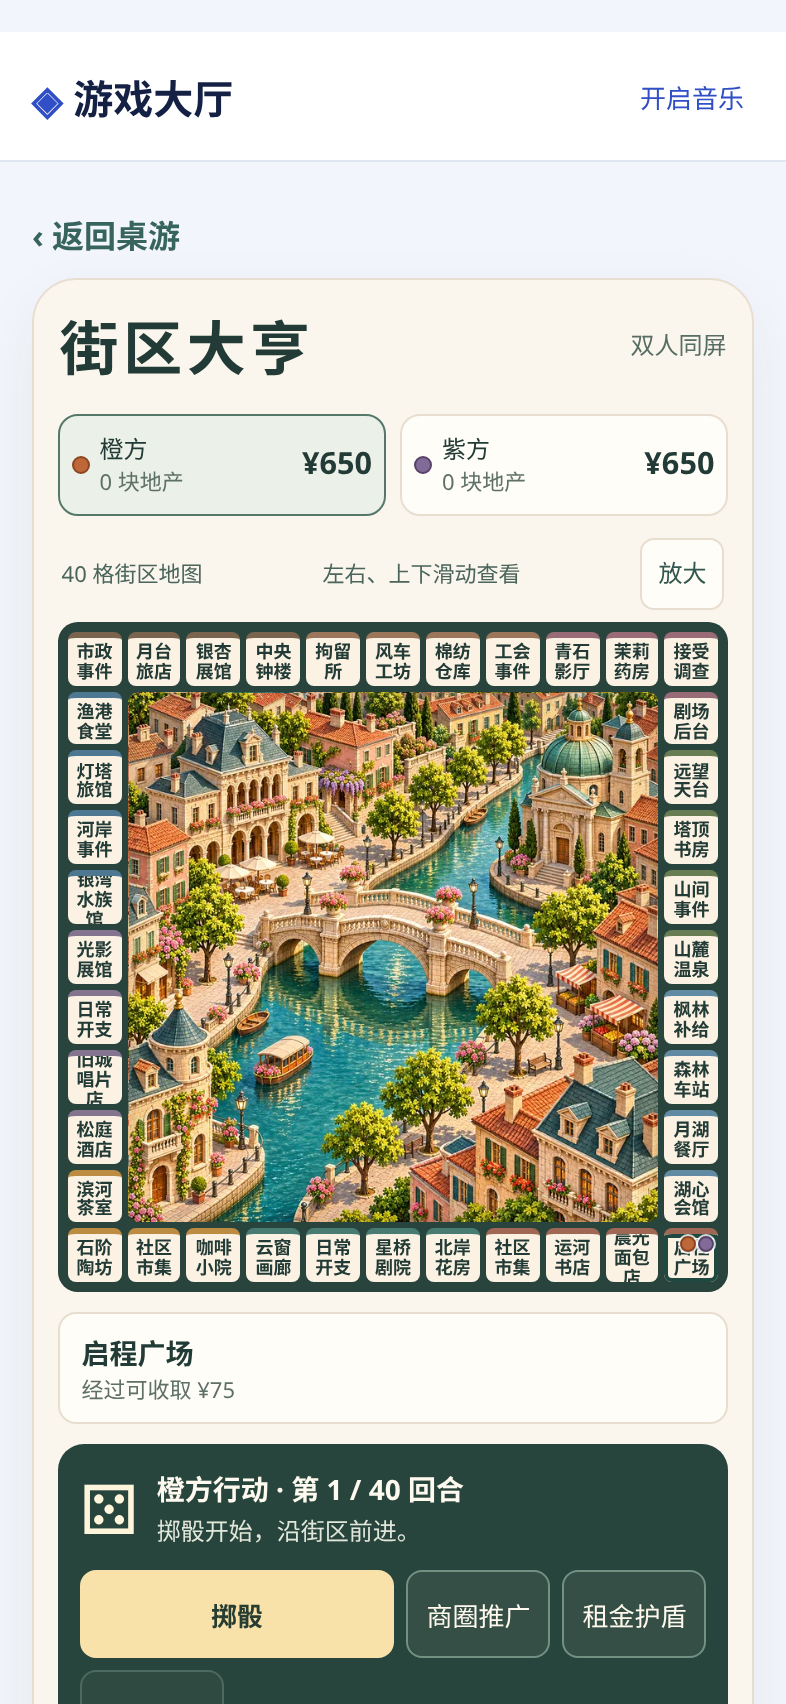 ◈ 游戏大厅
开启音乐
‹ 返回桌游
街区大亨
双人同屏
橙方
0 块地产
¥650
紫方
0 块地产
¥650
40 格街区地图
左右、上下滑动查看
放大
市政
事件
月台
旅店
银杏
展馆
中央
钟楼
拘留
所
风车
工坊
棉纺
仓库
工会
事件
青石
影厅
茉莉
药房
接受
调查
渔港
食堂
剧场
后台
灯塔
旅馆
远望
天台
河岸
事件
塔顶
书房
银湾
水族
馆
山间
事件
光影
展馆
山麓
温泉
日常
开支
枫林
补给
旧城
唱片
店
森林
车站
松庭
酒店
月湖
餐厅
滨河
茶室
湖心
会馆
石阶
陶坊
社区
市集
咖啡
小院
云窗
画廊
日常
开支
星桥
剧院
北岸
花房
社区
市集
运河
书店
晨光
面包
店
广场
启程广场
经过可收取 ¥75
橙方行动 · 第 1 / 40 回合
掷骰开始，沿街区前进。
掷骰
商圈推广
租金护盾